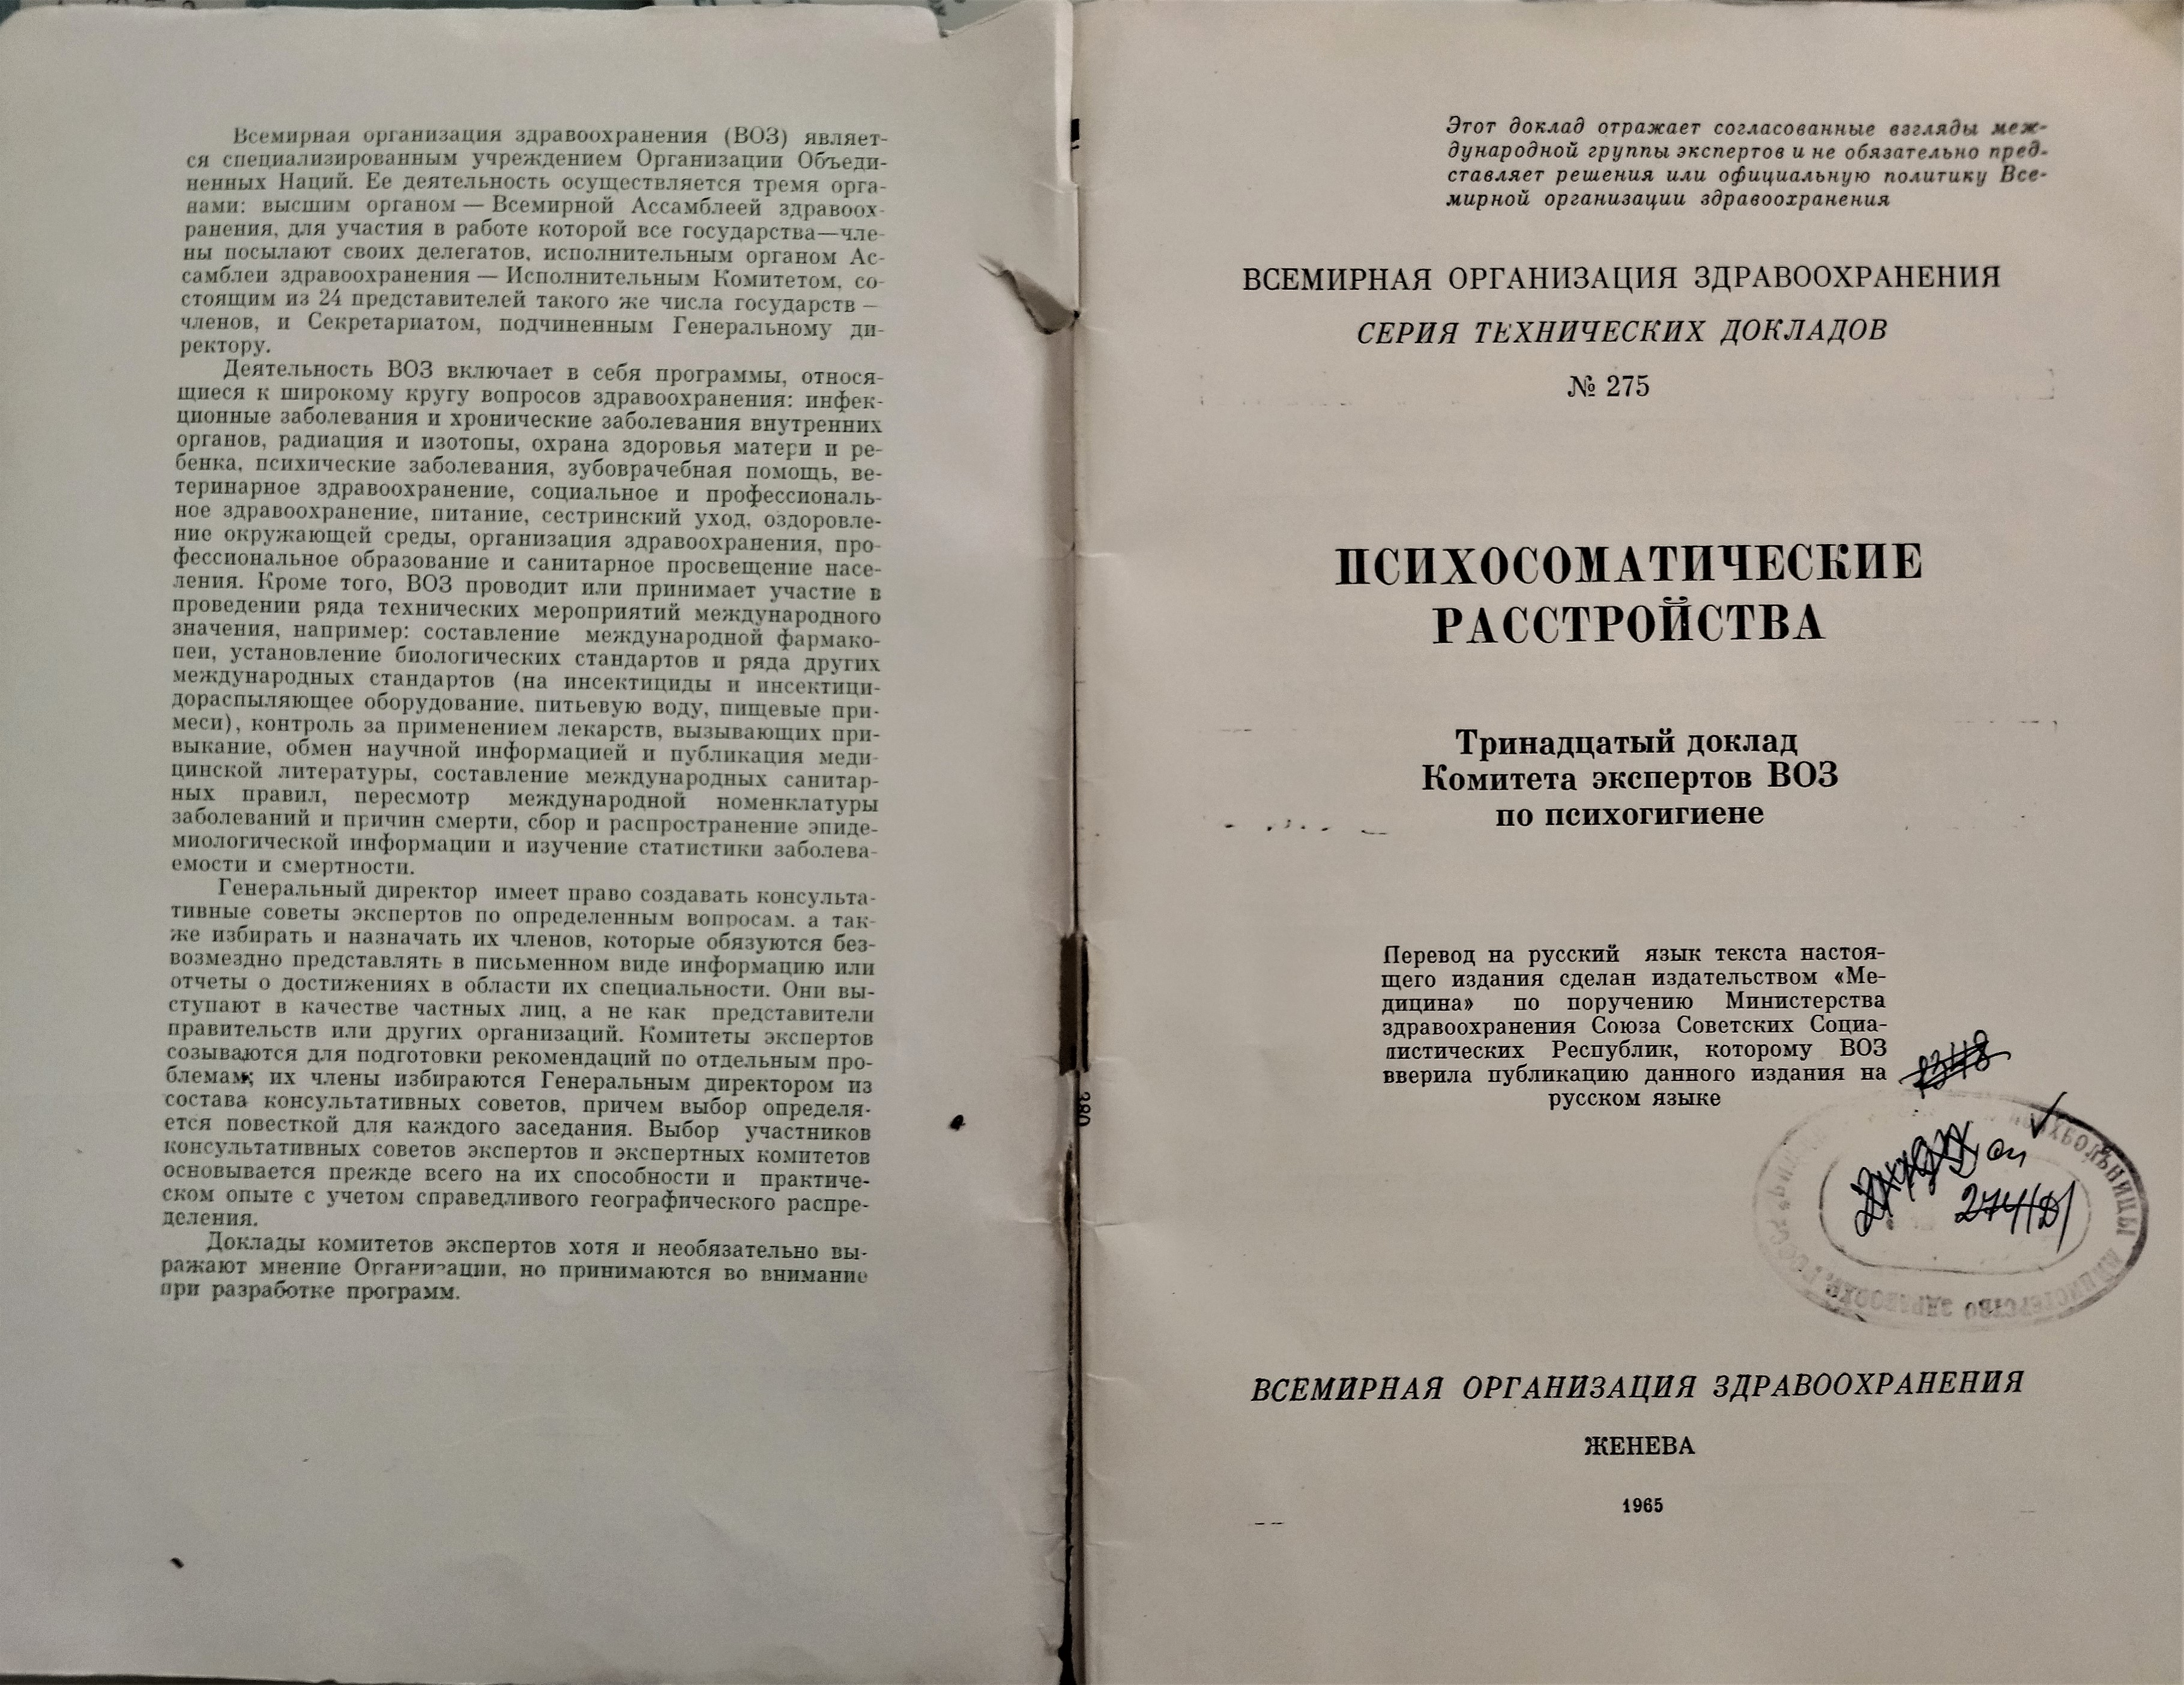 Всемирная организация здравоохранения (ВОЗ) являет-
ся специализированным учреждением Организации Объеди-
ненных Наций. Ее деятельность осуществляется тремя орга-
нами: высшим органом — Всемирной Ассамблеей здравоох-
ранения, для участия в работе которой все государства—чле-
ны посылают своих делегатов, исполнительным органом Ас-
самблеи здравоохранения — Исполнительным Комитетом, со-
стоящим из 24 представителей такого же числа государств —
членов, и Секретариатом, подчиненным Генеральному ди-
ректору.
Деятельность ВОЗ включает в себя программы, относя-
щиеся к широкому кругу вопросов здравоохранения: инфек-
ционные заболевания и хронические заболевания внутренних
органов, радиация и изотопы, охрана здоровья матери и ре-
бенка, психические заболевания, зубоврачебная помощь, ве-
теринарное здравоохранение, социальное и профессиональ-
ное здравоохранение, питание, сестринский уход, оздоровле-
ние окружающей среды, организация здравоохранения, про-
фессиональное образование и санитарное просвещение насе-
ления. Кроме того, ВОЗ проводит или принимает участие в
проведении ряда технических мероприятий международного
значения, например: составление международной фармако-
пеи, установление биологических стандартов и ряда других
международных стандартов (на инсектициды и инсектици-
дораспыляющее оборудование, питьевую воду, пищевые при-
меси), контроль за применением лекарств, вызывающих при-
выкание, обмен научной информацией и публикация меди-
цинской литературы, составление международных санитар-
ных правил, пересмотр международной номенклатуры
заболеваний и причин смерти, сбор и распространение эпиде-
миологической информации и изучение статистики заболева-
емости и смертности.
Генеральный директор имеет право создавать консульта-
тивные советы экспертов по определенным вопросам, а так-
же избирать и назначать их членов, которые обязуются без-
возмездно представлять в письменном виде информацию или
отчеты о достижениях в области их специальности. Они вы-
ступают в качестве частных лиц, а не как представители
правительств или других организаций. Комитеты экспертов
созываются для подготовки рекомендаций по отдельным про-
блемам; их члены избираются Генеральным директором из
состава консультативных советов, причем выбор определя-
ется повесткой для каждого заседания. Выбор участников
консультативных советов экспертов и экспертных комитетов
основывается прежде всего на их способности и практиче-
ском опыте с учетом справедливого географического распре-
деления.
Доклады комитетов экспертов хотя и необязательно вы-
ражают мнение Организации, но принимаются во внимание
при разработке программ.
Этот доклад отражает согласованные взгляды меж-
дународной группы экспертов и не обязательно пред-
ставляет решения или официальную политику Все-
мирной организации здравоохранения
ВСЕМИРНАЯ ОРГАНИЗАЦИЯ ЗДРАВООХРАНЕНИЯ
СЕРИЯ ТЕХНИЧЕСКИХ ДОКЛАДОВ
№ 275
ПСИХОСОМАТИЧЕСКИЕ
РАССТРОЙСТВА
Тринадцатый доклад
Комитета экспертов ВОЗ
по психогигиене
Перевод на русский язык текста настоя-
щего издания сделан издательством «Ме-
дицина» по поручению Министерства
здравоохранения Союза Советских Социа-
листических Республик, которому ВОЗ
вверила публикацию данного издания на
русском языке
ПСИХБОЛЬНИЦЫ МИНИСТЕРСТВО ЗДРАВООХР.
ВСЕМИРНАЯ ОРГАНИЗАЦИЯ ЗДРАВООХРАНЕНИЯ
ЖЕНЕВА
1965